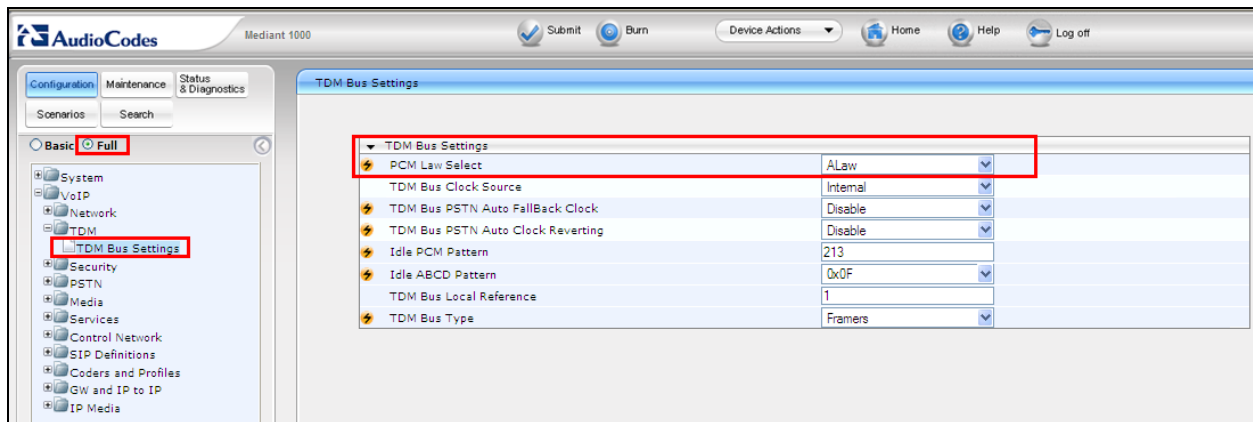 AudioCodes
Mediant 1000
Submit
Burn
Device Actions
Home
Help
Log off
Configuration
Maintenance
Status
& Diagnostics
Scenarios
Search
Basic
Full
System
VoIP
Network
TDM
TDM Bus Settings
Security
PSTN
Media
Services
Control Network
SIP Definitions
Coders and Profiles
GW and IP to IP
IP Media
TDM Bus Settings
TDM Bus Settings
PCM Law Select ALaw
TDM Bus Clock Source Internal
TDM Bus PSTN Auto FallBack Clock Disable
TDM Bus PSTN Auto Clock Reverting Disable
Idle PCM Pattern 213
Idle ABCD Pattern 0x0F
TDM Bus Local Reference 1
TDM Bus Type Framers